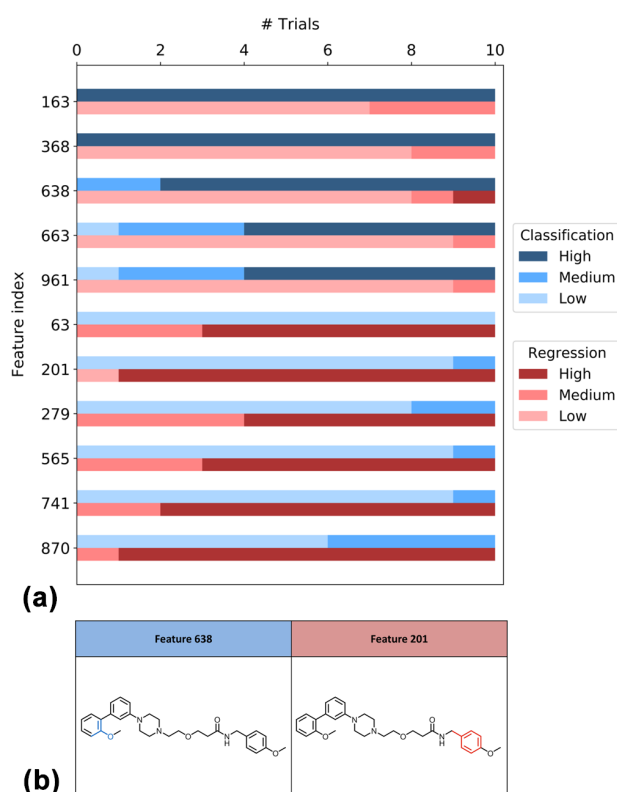 # Trials
0 2 4 6 8 10
Feature index
163
368
638
663
961
63
201
279
565
741
870
Classification
High
Medium
Low
Regression
High
Medium
Low
(a)
Feature 638 Feature 201
N
N
O
O
N
H
O
O
N
N
O
O
N
H
O
O
(b)